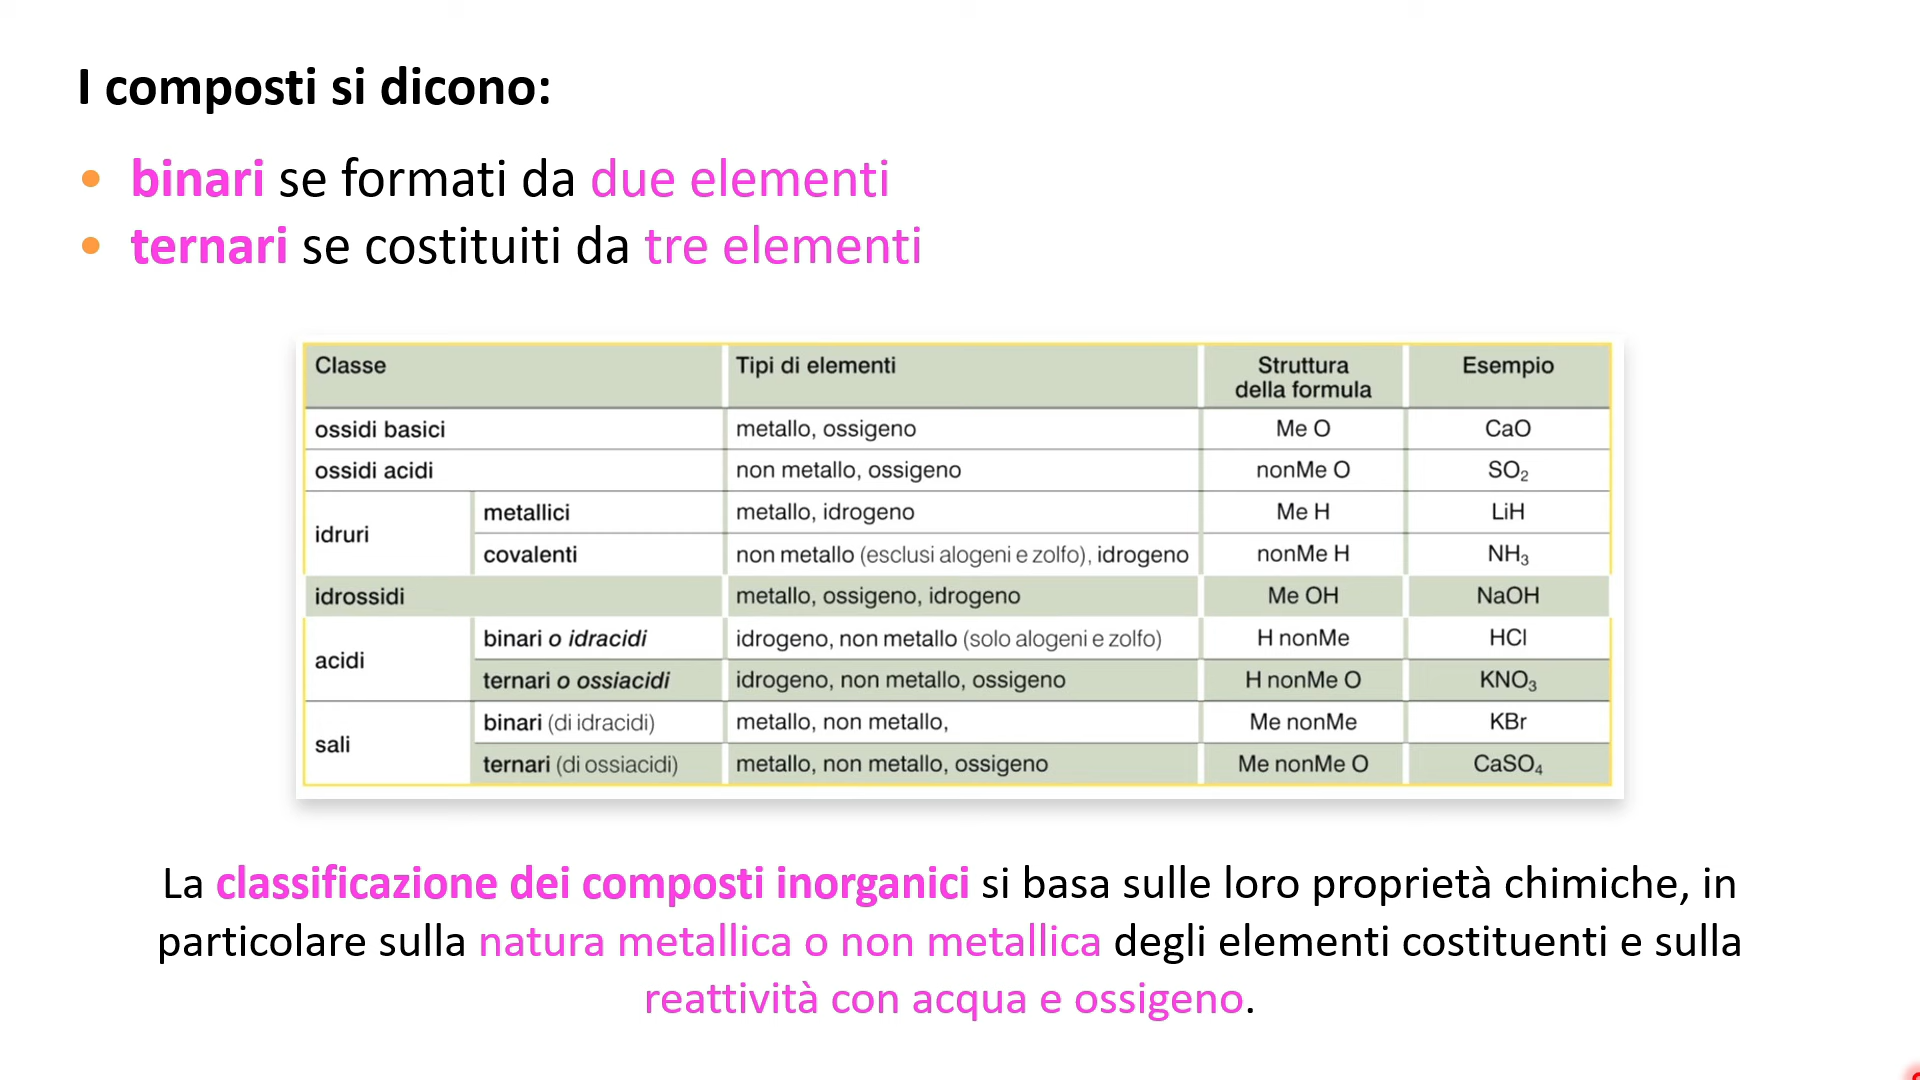 I composti si dicono:
• binari se formati da due elementi
• ternari se costituiti da tre elementi
Classe Tipi di elementi Struttura della formula Esempio
ossidi basici metallo, ossigeno Me O CaO
ossidi acidi non metallo, ossigeno nonMe O SO₂
idruri metallici metallo, idrogeno Me H LiH
covalenti non metallo (esclusi alogeni e zolfo), idrogeno nonMe H NH₃
idrossidi metallo, ossigeno, idrogeno Me OH NaOH
acidi binari o idracidi idrogeno, non metallo (solo alogeni e zolfo) H nonMe HCl
ternari o ossiacidi idrogeno, non metallo, ossigeno H nonMe O KNO₃
sali binari (di idracidi) metallo, non metallo, Me nonMe KBr
ternari (di ossiacidi) metallo, non metallo, ossigeno Me nonMe O CaSO₄
La classificazione dei composti inorganici si basa sulle loro proprietà chimiche, in
particolare sulla natura metallica o non metallica degli elementi costituenti e sulla
reattività con acqua e ossigeno.